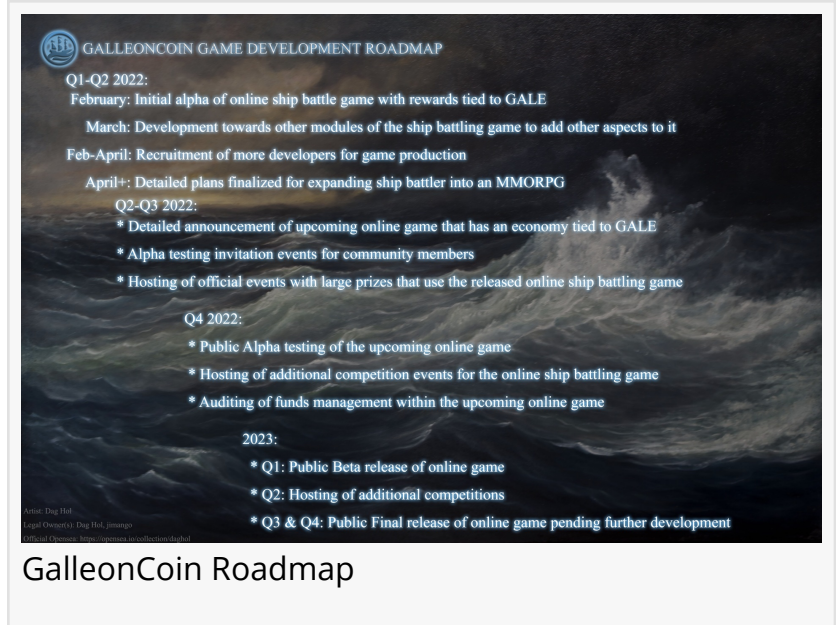 GALLEONCOIN GAME DEVELOPMENT ROADMAP
Q1-Q2 2022:
February: Initial alpha of online ship battle game with rewards tied to GALE
March: Development towards other modules of the ship battling game to add other aspects to it
Feb-April: Recruitment of more developers for game production
April+: Detailed plans finalized for expanding ship battler into an MMORPG
Q2-Q3 2022:
* Detailed announcement of upcoming online game that has an economy tied to GALE
* Alpha testing invitation events for community members
* Hosting of official events with large prizes that use the released online ship battling game
Q4 2022:
* Public Alpha testing of the upcoming online game
* Hosting of additional competition events for the online ship battling game
* Auditing of funds management within the upcoming online game
2023:
* Q1: Public Beta release of online game
* Q2: Hosting of additional competitions
* Q3 & Q4: Public Final release of online game pending further development
Artist: Dag Hol
Legal Owner(s): Dag Hol, jimango
Official Opensea: https://opensea.io/collection/daghol
GalleonCoin Roadmap